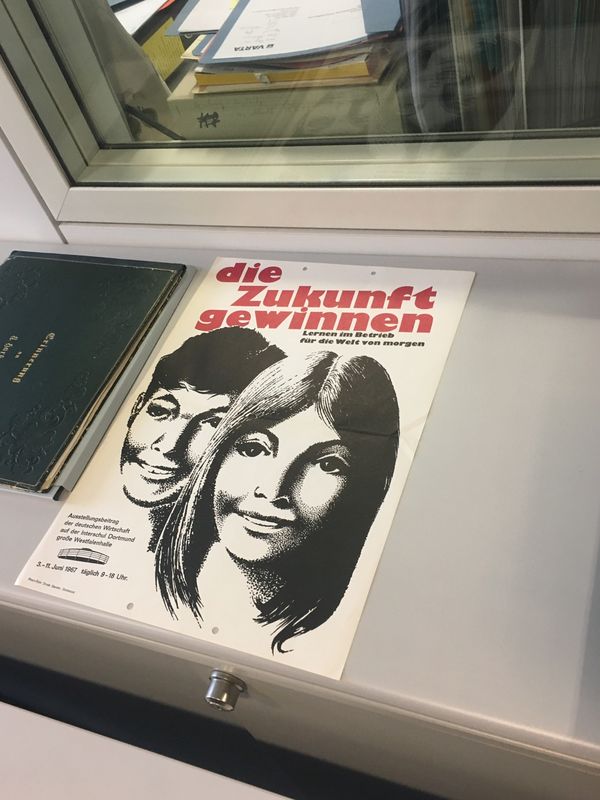 VARTA
Erinnerung
die
Zukunft
gewinnen
Lernen im Betrieb
für die Welt von morgen
Ausstellungsbeitrag
der deutschen Wirtschaft
auf der Interschul Dortmund
große Westfalenhalle
3.-11. Juni 1967 täglich 9-18 Uhr.